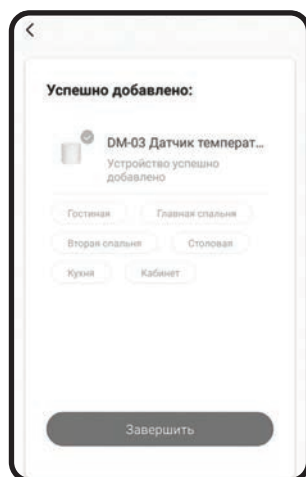 Успешно добавлено:
DM-03 Датчик температ...
Устройство успешно
добавлено
Гостиная Главная спальня
Вторая спальня Столовая
Кухня Кабинет
Завершить